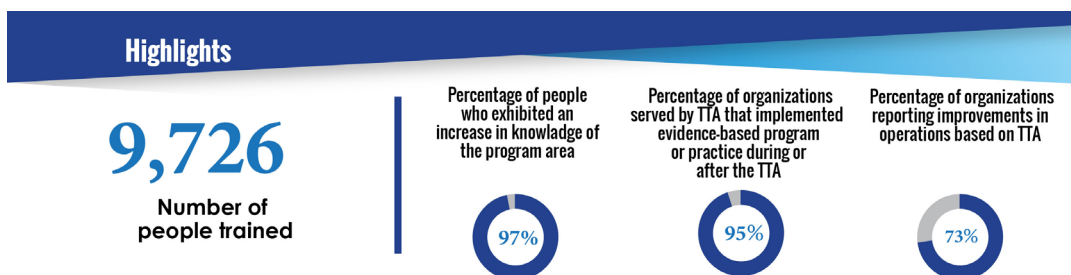 Highlights
9,726
Number of
people trained
Percentage of people
who exhibited an
increase in knowladge of
the program area
97%
Percentage of organizations
served by TTA that implemented
evidence-based program
or practice during or
after the TTA
95%
Percentage of organizations
reporting improvements in
operations based on TTA
73%